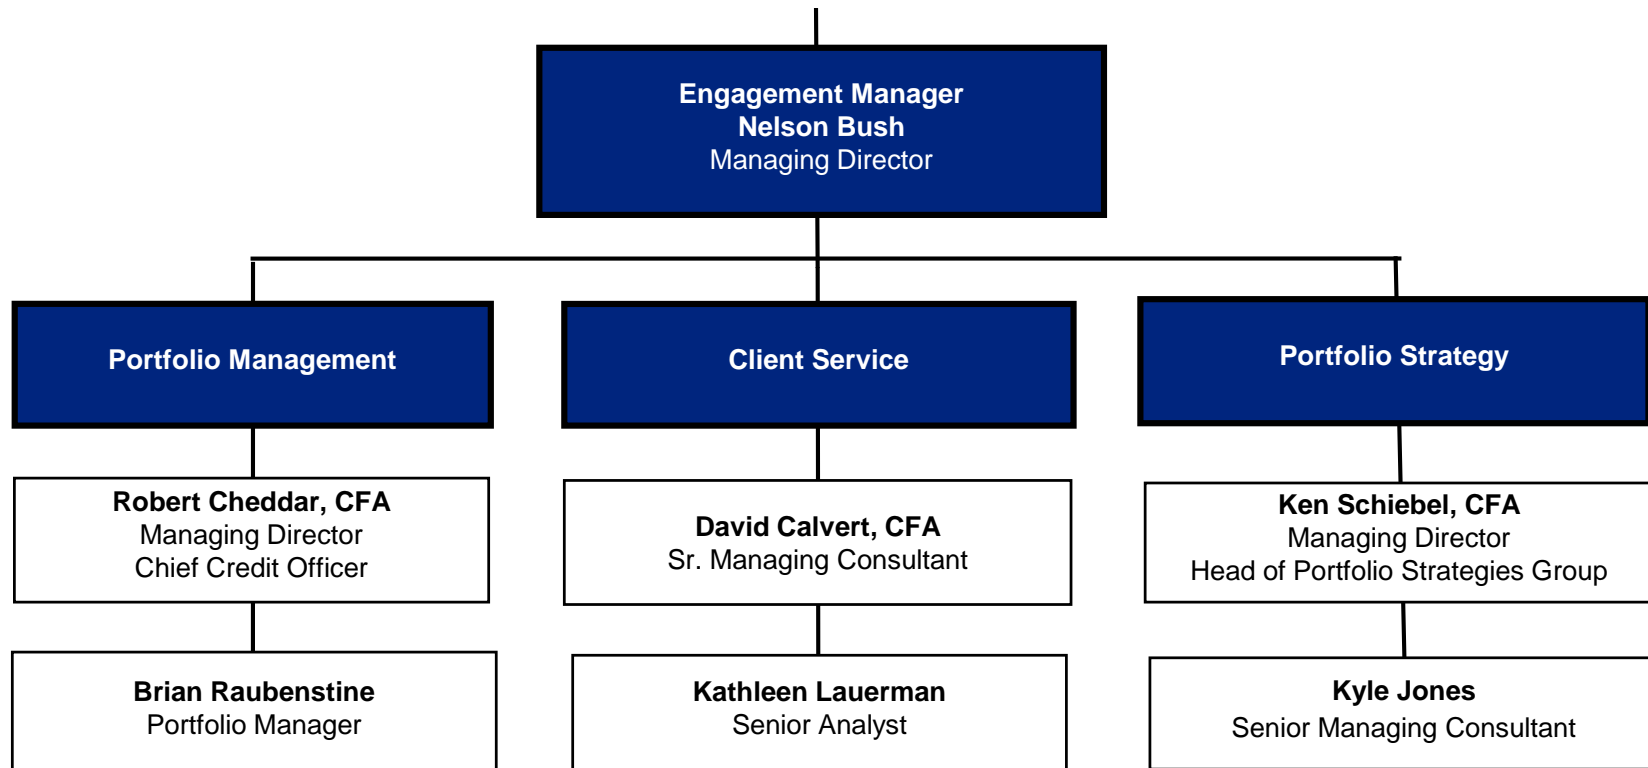 Engagement Manager
Nelson Bush
Managing Director
Portfolio Management
Client Service
Portfolio Strategy
Robert Cheddar, CFA
Managing Director
Chief Credit Officer
David Calvert, CFA
Sr. Managing Consultant
Ken Schiebel, CFA
Managing Director
Head of Portfolio Strategies Group
Brian Raubenstine
Portfolio Manager
Kathleen Lauerman
Senior Analyst
Kyle Jones
Senior Managing Consultant